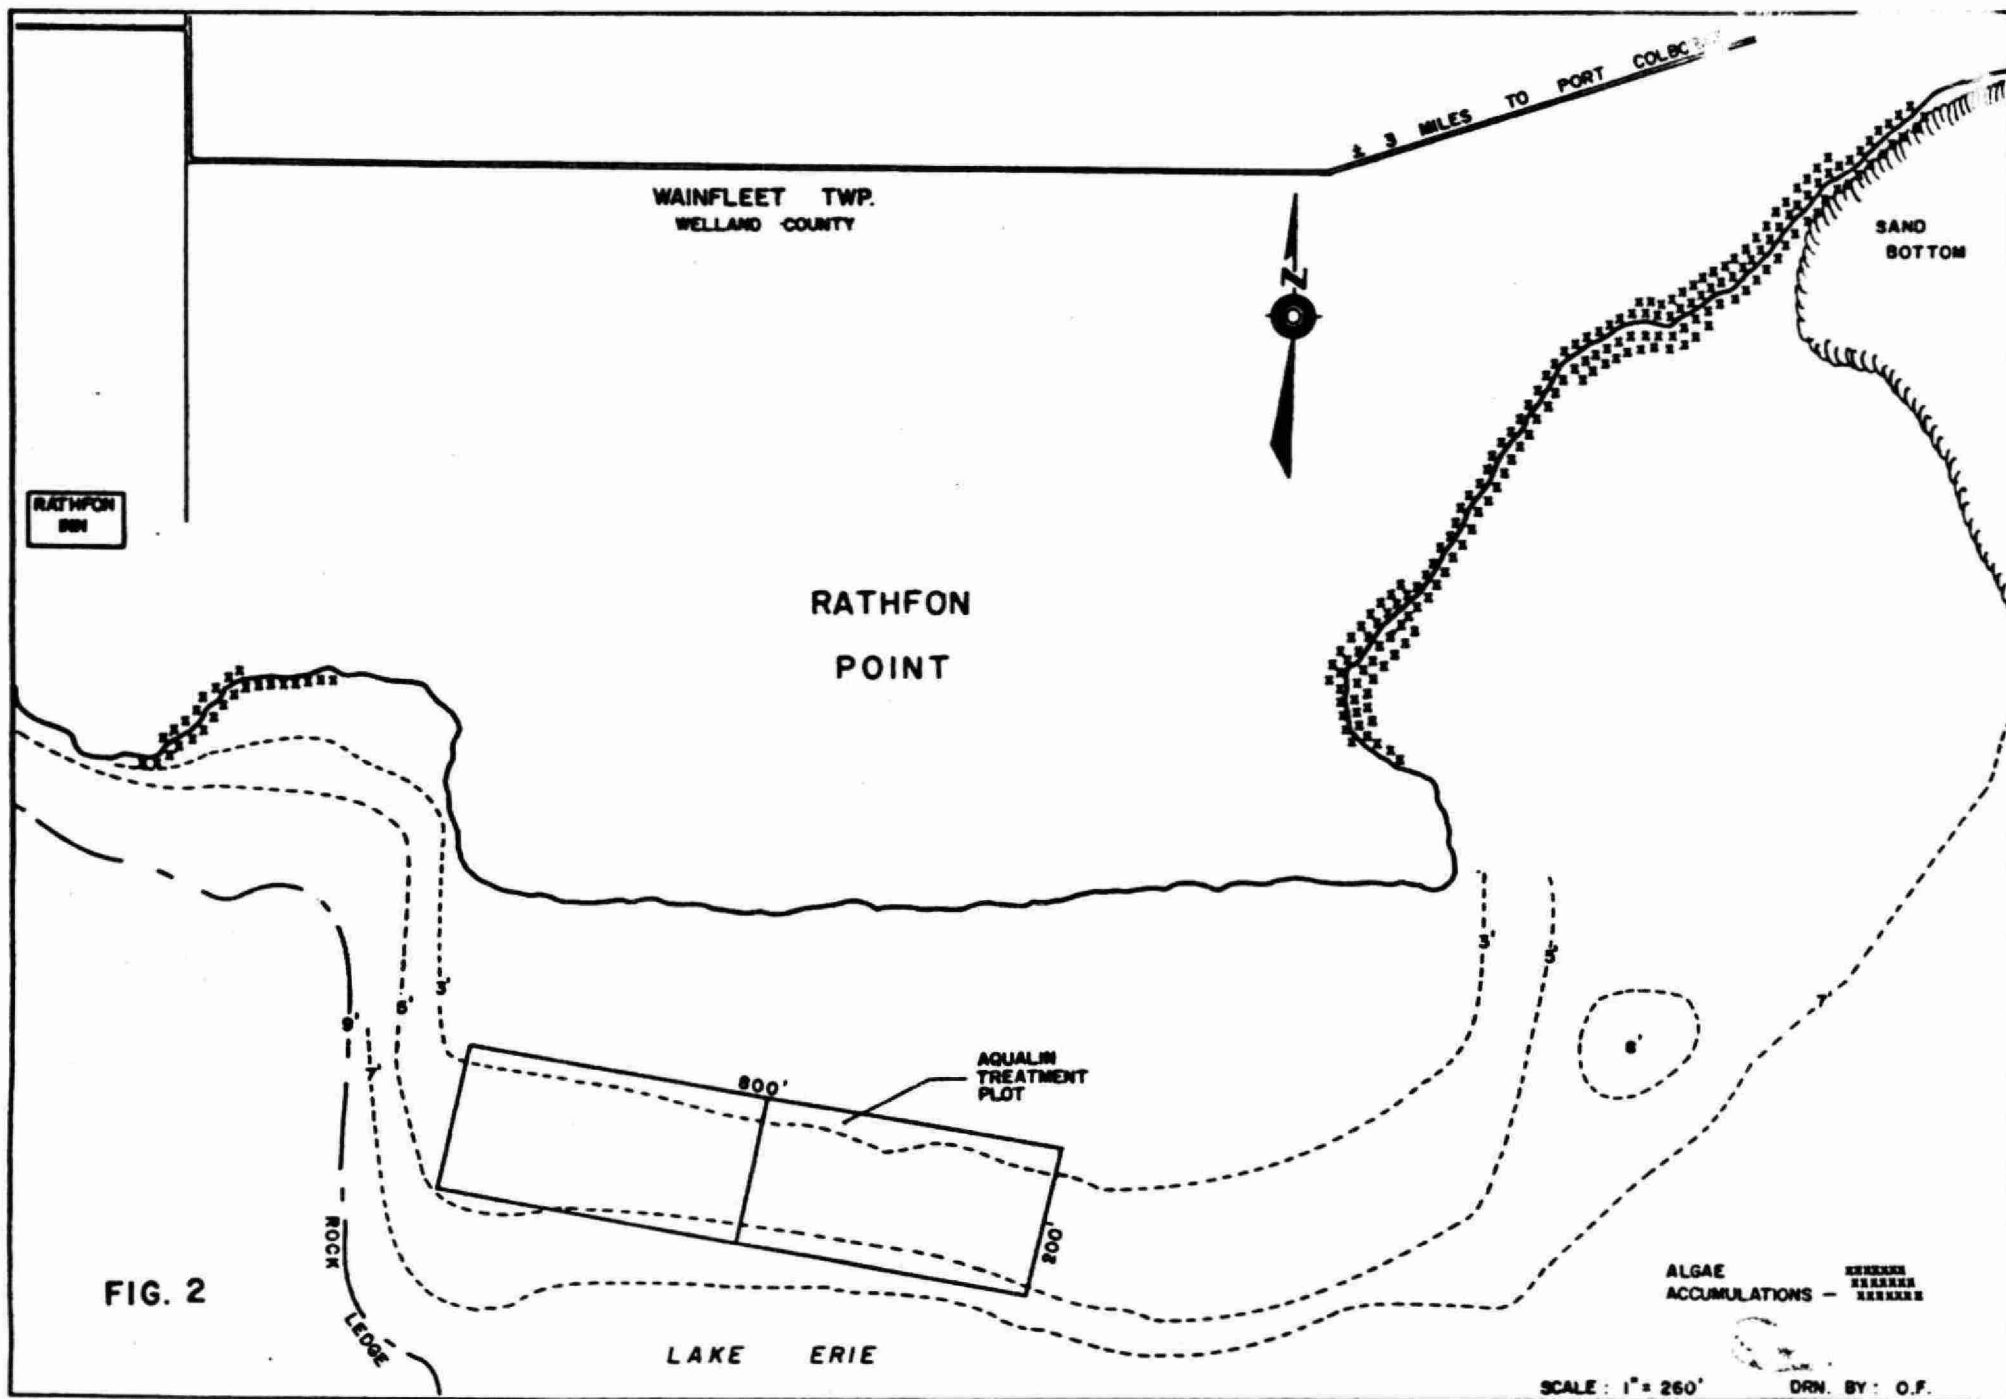 ± 3 MILES TO PORT
WAINFLEET TWP.
WELLAND COUNTY
N
SAND
BOTTOM
RATHFON
INN
RATHFON
POINT
3'
5'
3'
5'
7'
9'
7'
6'
AQUALIN
TREATMENT
PLOT
800'
200'
ROCK
LEDGE
FIG. 2
LAKE ERIE
ALGAE
ACCUMULATIONS –
SCALE : 1" = 260'
DRN. BY : O.F.